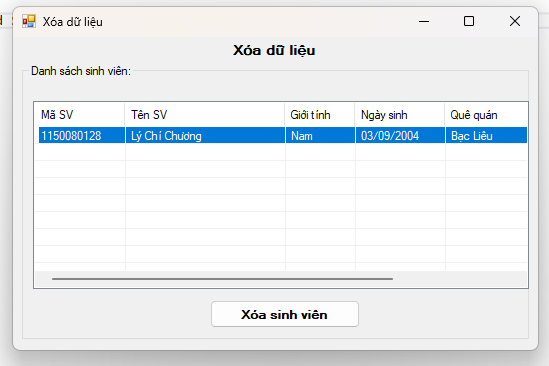 Xóa dữ liệu
Xóa dữ liệu
Danh sách sinh viên:
Mã SV Tên SV Giới tính Ngày sinh Quê quán
1150080128 Lý Chí Chương Nam 03/09/2004 Bạc Liêu
Xóa sinh viên